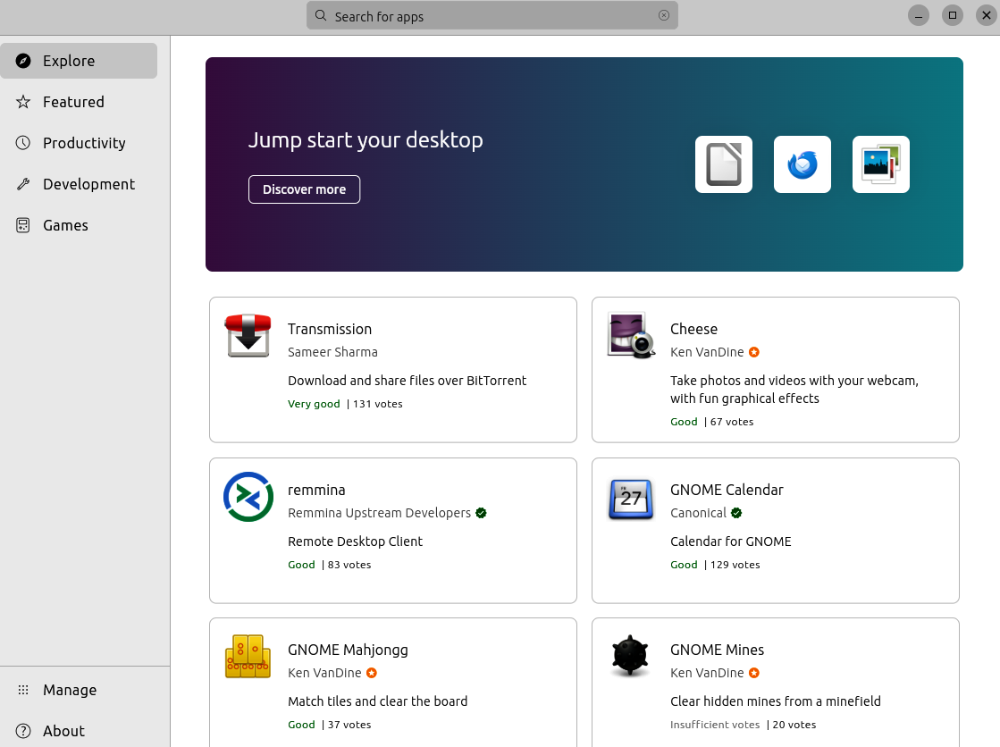 Search for apps
Explore
Featured
Productivity
Development
Games
Manage
About
Jump start your desktop
Discover more
Transmission
Sameer Sharma
Download and share files over BitTorrent
Very good | 131 votes
Cheese
Ken VanDine
Take photos and videos with your webcam,
with fun graphical effects
Good | 67 votes
remmina
Remmina Upstream Developers
Remote Desktop Client
Good | 83 votes
FR
27
GNOME Calendar
Canonical
Calendar for GNOME
Good | 129 votes
GNOME Mahjongg
Ken VanDine
Match tiles and clear the board
Good | 37 votes
GNOME Mines
Ken VanDine
Clear hidden mines from a minefield
Insufficient votes | 20 votes